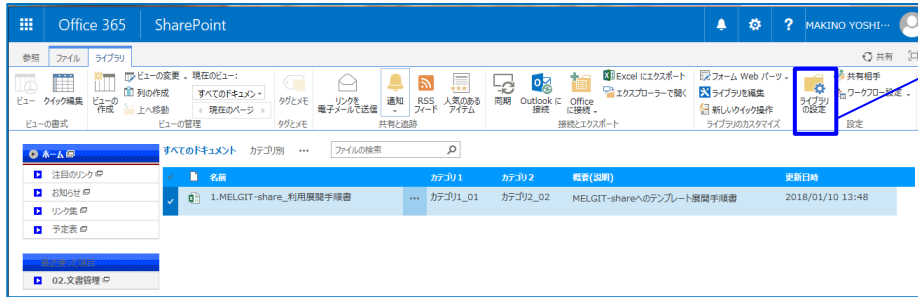 Office 365 SharePoint ? MAKINO YOSHI…
参照 ファイル ライブラリ 共有
ビュー クイック編集 ビューの作成 ビューの変更 現在のビュー: タグとメモ リンクを電子メールで送信 通知 RSS フィード 人気のあるアイテム 同期 Outlook に接続 Office に接続 Excel にエクスポート フォーム Web パーツ ライブラリの設定 共有相手
列の作成 すべてのドキュメン エクスプローラーで開く ライブラリを編集 ワークフロー設定
上へ移動 現在のページ 新しいクイック操作
ビューの書式 ビューの管理 タグとメモ 共有と追跡 接続とエクスポート ライブラリのカスタマイズ 設定
ホーム すべてのドキュメント カテゴリ別 … ファイルの検索
注目のリンク 名前 カテゴリ1 カテゴリ2 概要(説明) 更新日時
お知らせ 1.MELGIT-share_利用展開手順書 … カテゴリ1_01 カテゴリ2_02 MELGIT-shareへのテンプレート展開手順書 2018/01/10 13:48
リンク集
予定表
02.文書管理